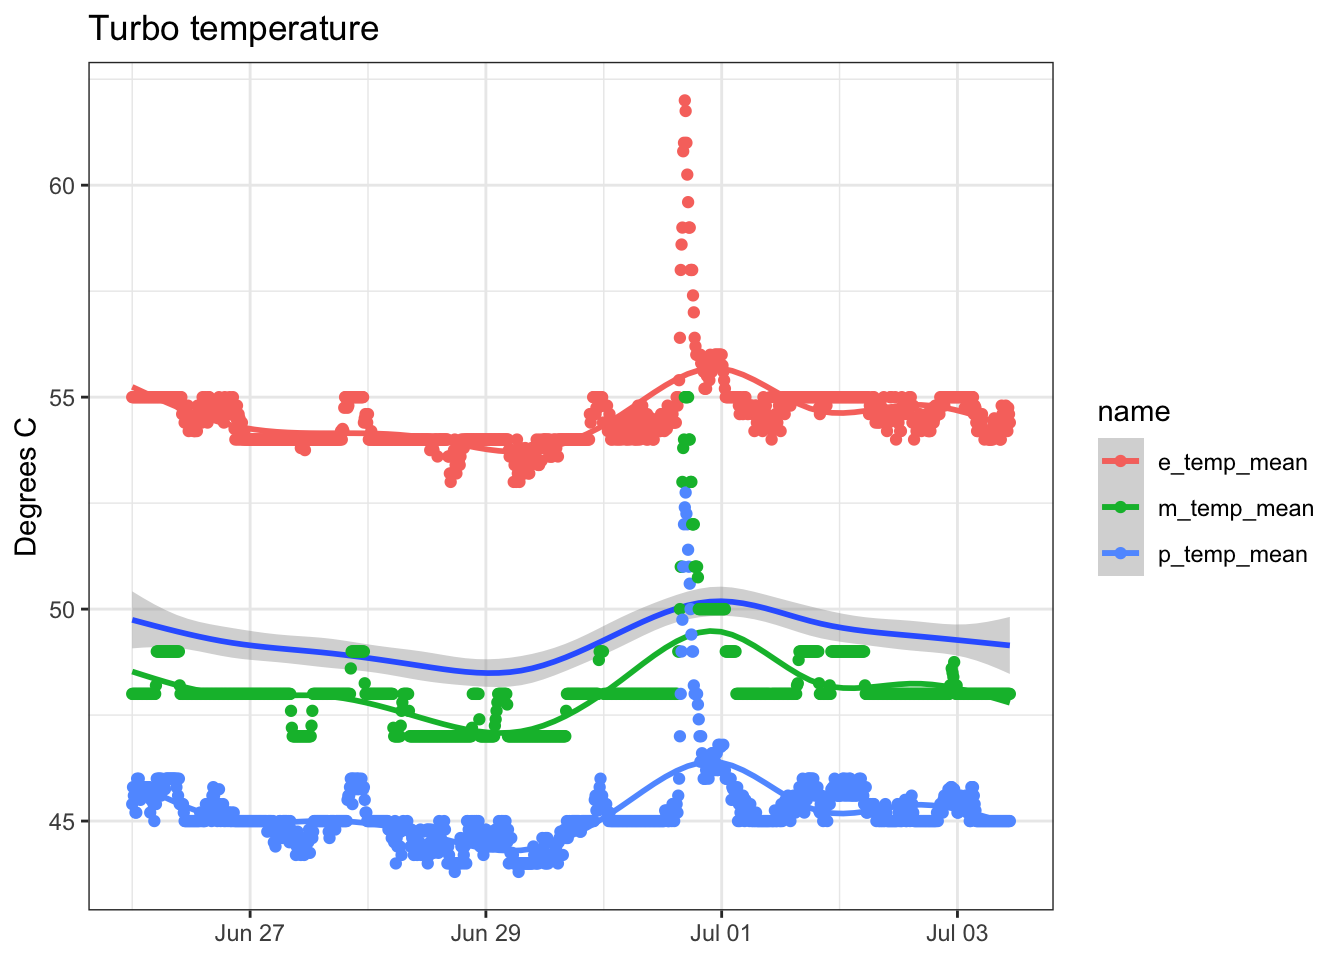 Turbo temperature
Degrees C
60
55
50
45
Jun 27
Jun 29
Jul 01
Jul 03
name
e_temp_mean
m_temp_mean
p_temp_mean